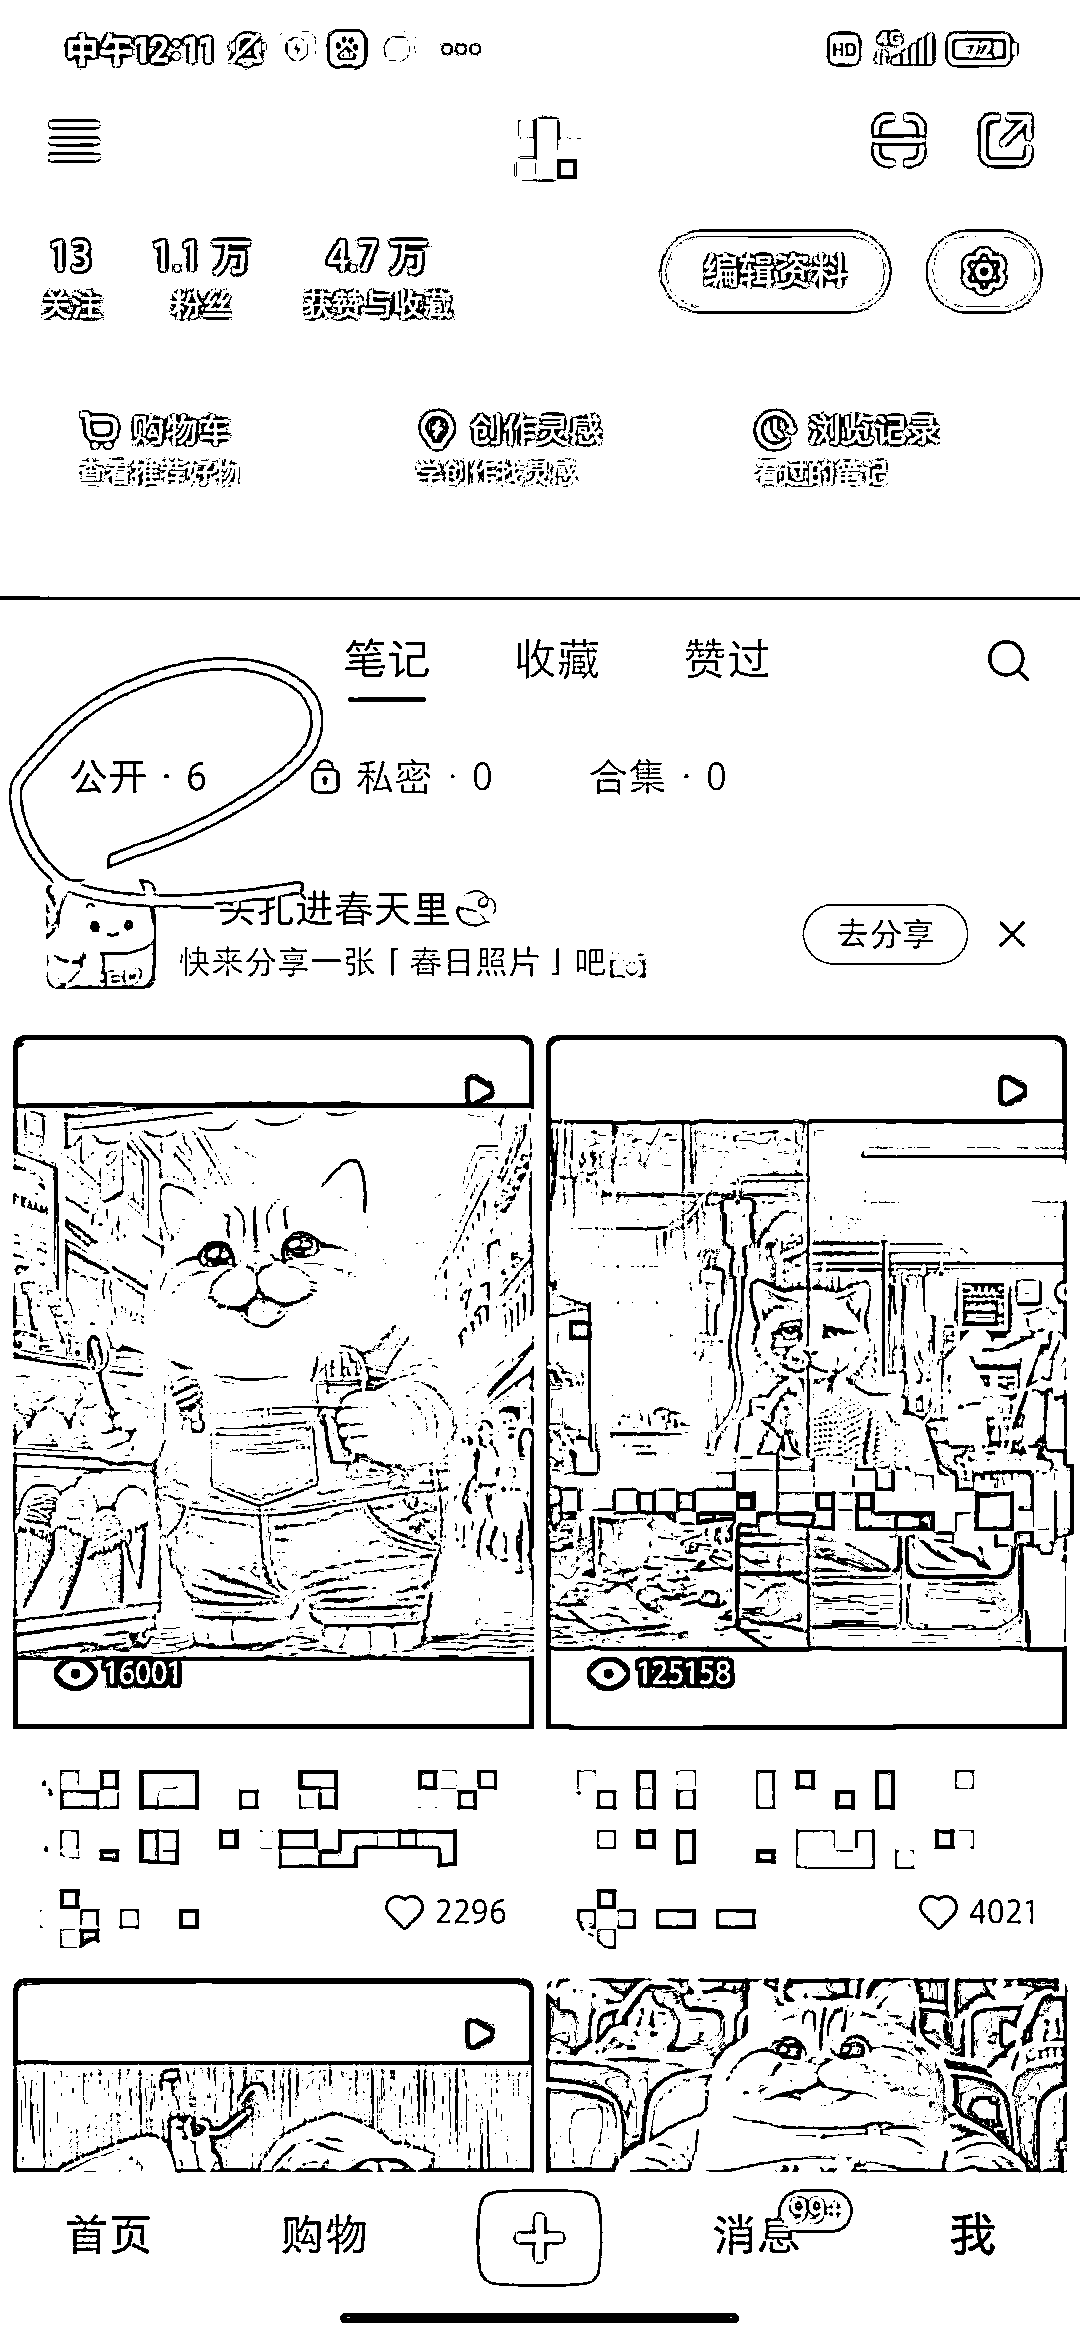 中午12:11
HD 4G 72
13 1.1万 4.7万 编辑资料
关注 粉丝 获赞与收藏
购物车 创作灵感 浏览记录
查看推荐好物 学创作找灵感 看过的笔记
笔记 收藏 赞过
公开 · 6 私密 · 0 合集 · 0
头扎进春天里
去分享
快来分享一张「春日照片」吧
16001 125158
2296 4021
首页 购物 消息 99+ 我